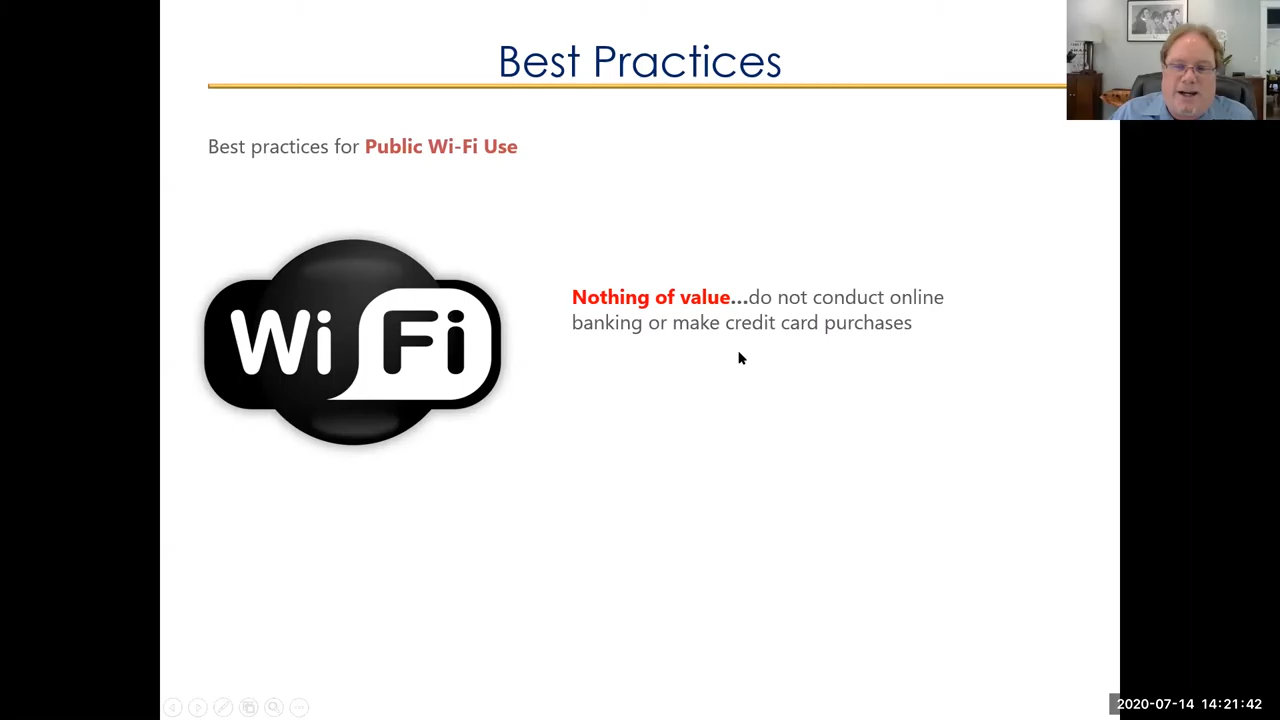 Best Practices
Best practices for Public Wi-Fi Use
Wi Fi
Nothing of value...do not conduct online
banking or make credit card purchases
2020-07-14 14:21:42